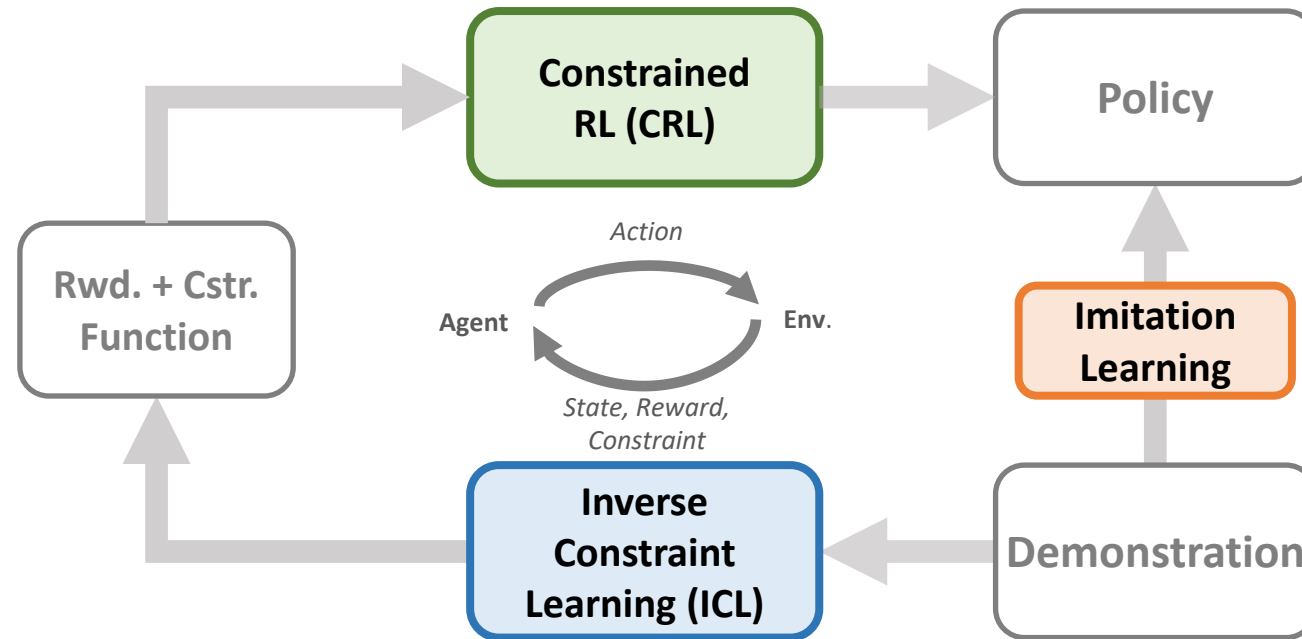 Constrained
RL (CRL)
Policy
Action
Rwd. + Cstr.
Function
Agent
Env.
Imitation
Learning
State, Reward,
Constraint
Inverse
Constraint
Learning (ICL)
Demonstration